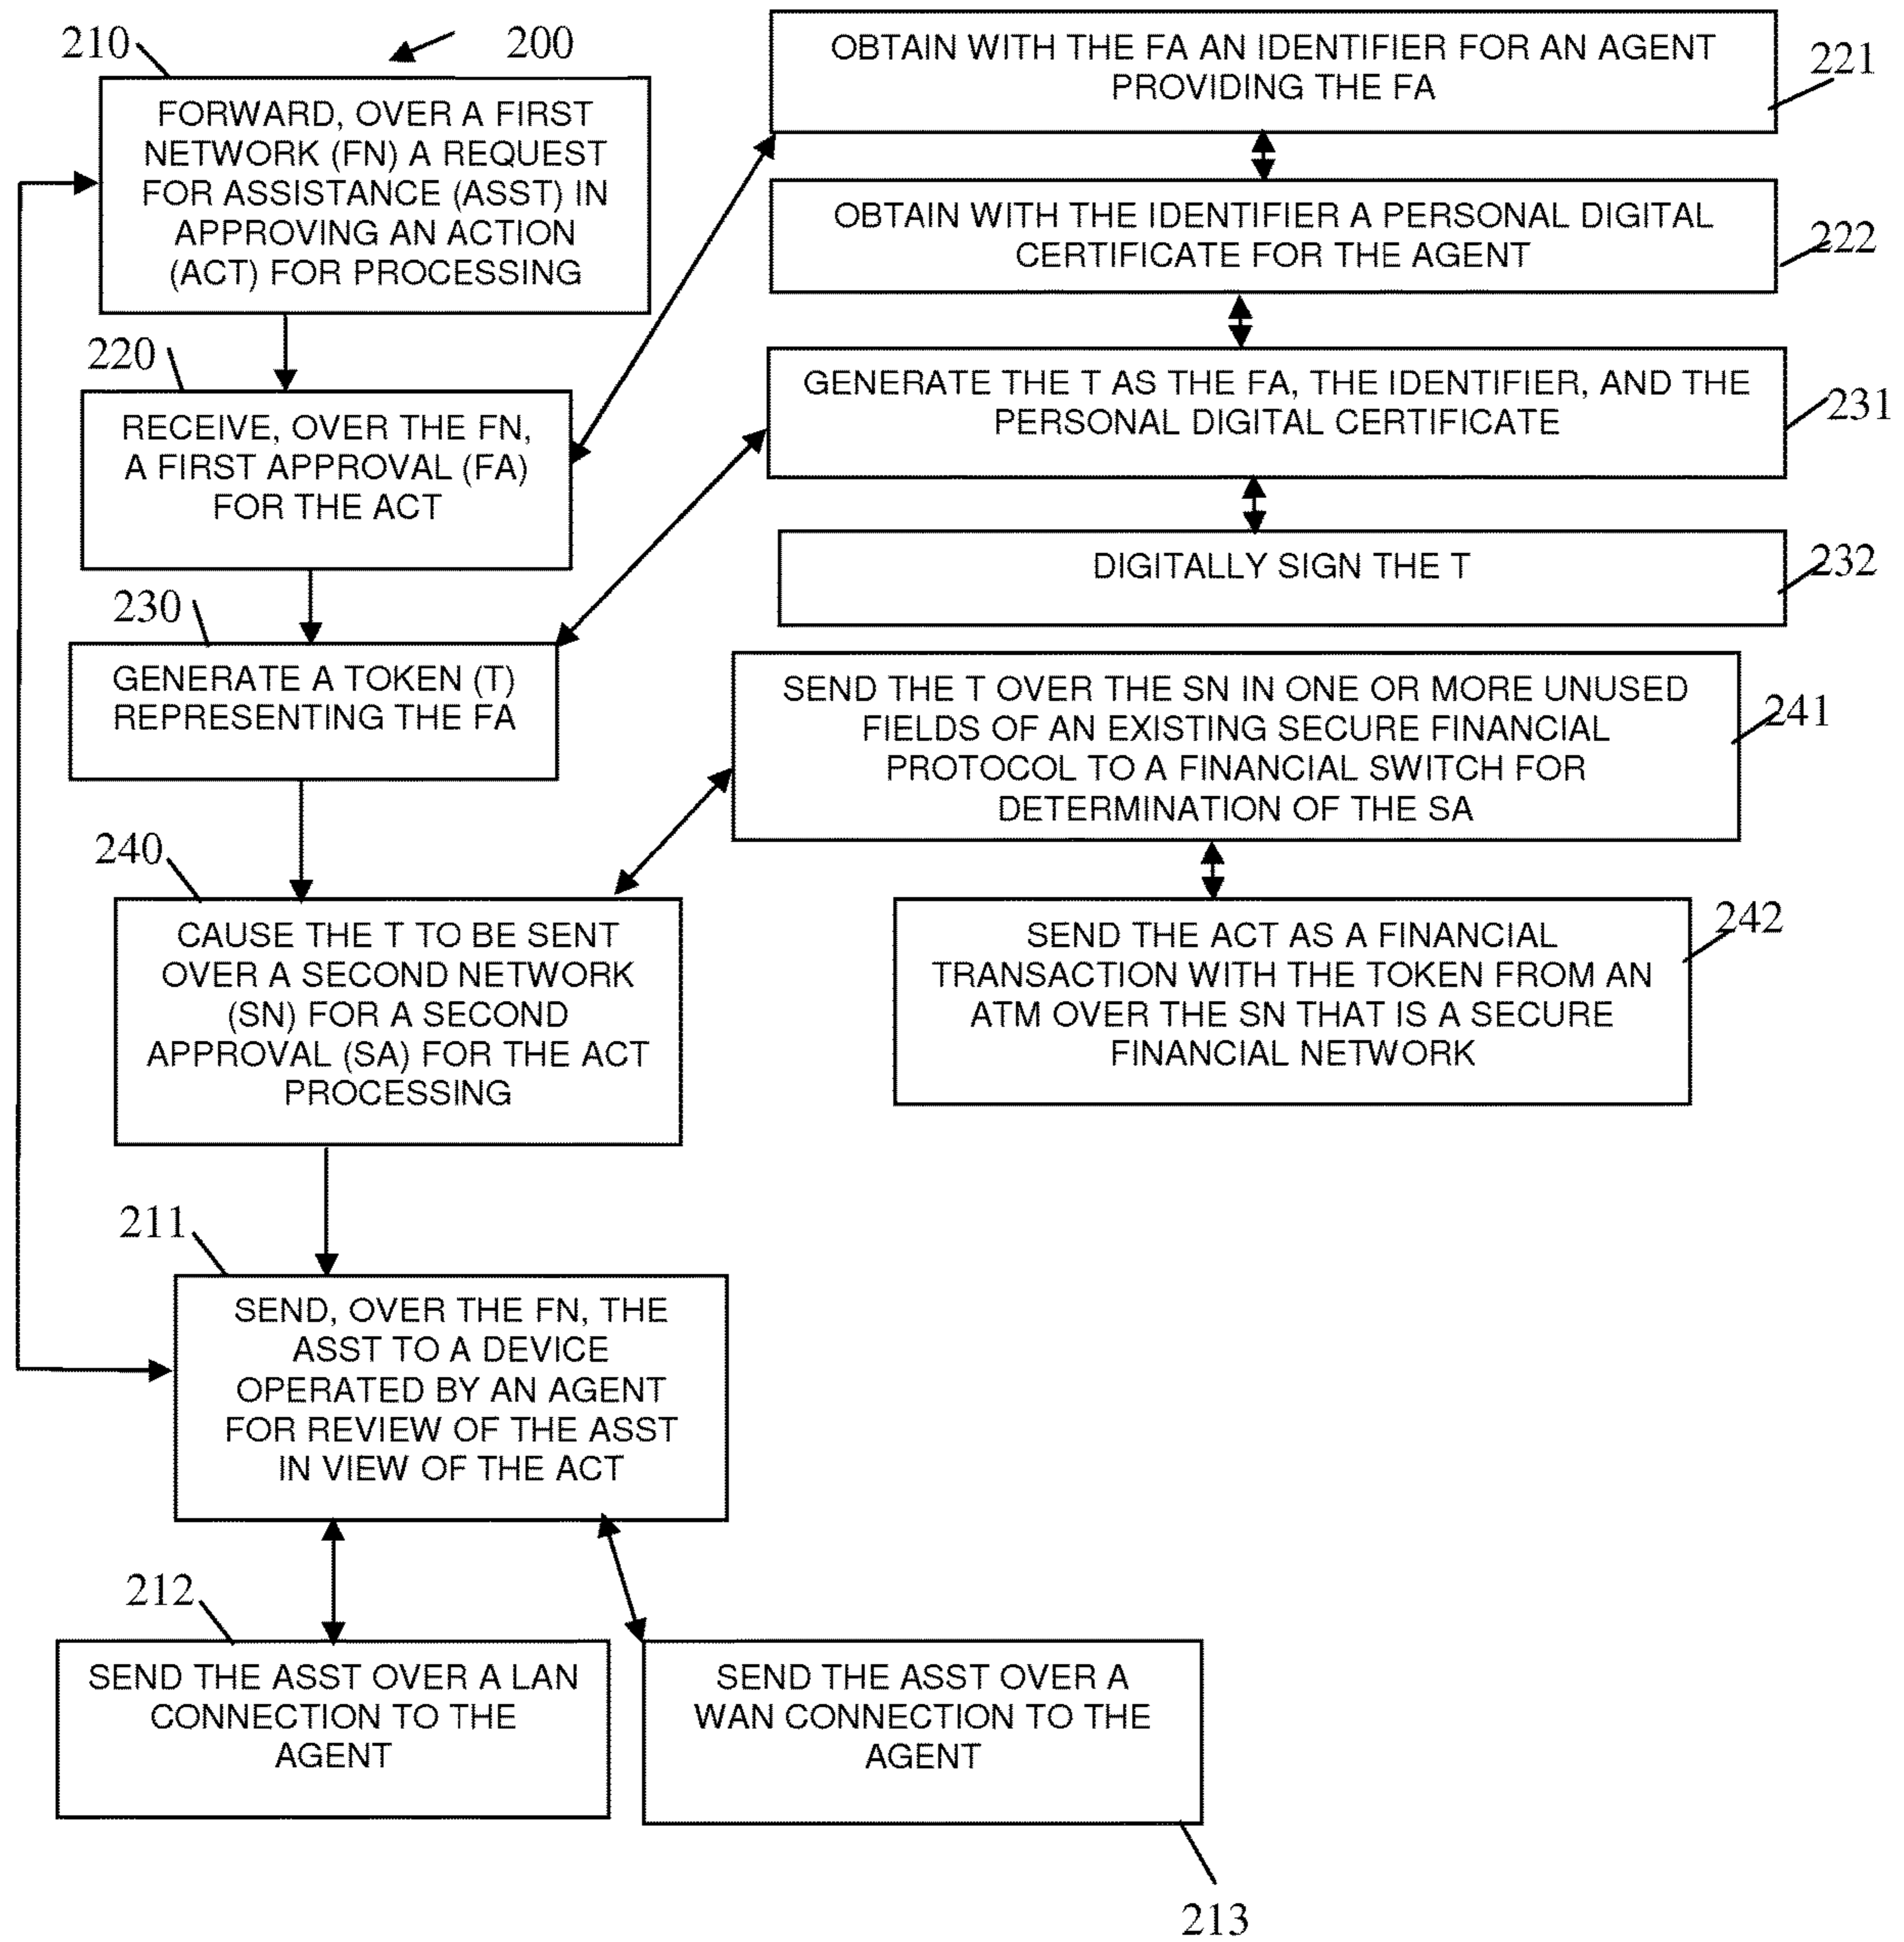 200
210
FORWARD, OVER A FIRST
NETWORK (FN) A REQUEST
FOR ASSISTANCE (ASST) IN
APPROVING AN ACTION
(ACT) FOR PROCESSING
220
RECEIVE, OVER THE FN,
A FIRST APPROVAL (FA)
FOR THE ACT
230
GENERATE A TOKEN (T)
REPRESENTING THE FA
240
CAUSE THE T TO BE SENT
OVER A SECOND NETWORK
(SN) FOR A SECOND
APPROVAL (SA) FOR THE ACT
PROCESSING
211
SEND, OVER THE FN, THE
ASST TO A DEVICE
OPERATED BY AN AGENT
FOR REVIEW OF THE ASST
IN VIEW OF THE ACT
212
SEND THE ASST OVER A LAN
CONNECTION TO THE
AGENT
SEND THE ASST OVER A
WAN CONNECTION TO THE
AGENT
213
OBTAIN WITH THE FA AN IDENTIFIER FOR AN AGENT
PROVIDING THE FA
221
OBTAIN WITH THE IDENTIFIER A PERSONAL DIGITAL
CERTIFICATE FOR THE AGENT
222
GENERATE THE T AS THE FA, THE IDENTIFIER, AND THE
PERSONAL DIGITAL CERTIFICATE
231
DIGITALLY SIGN THE T
232
SEND THE T OVER THE SN IN ONE OR MORE UNUSED
FIELDS OF AN EXISTING SECURE FINANCIAL
PROTOCOL TO A FINANCIAL SWITCH FOR
DETERMINATION OF THE SA
241
SEND THE ACT AS A FINANCIAL
TRANSACTION WITH THE TOKEN FROM AN
ATM OVER THE SN THAT IS A SECURE
FINANCIAL NETWORK
242